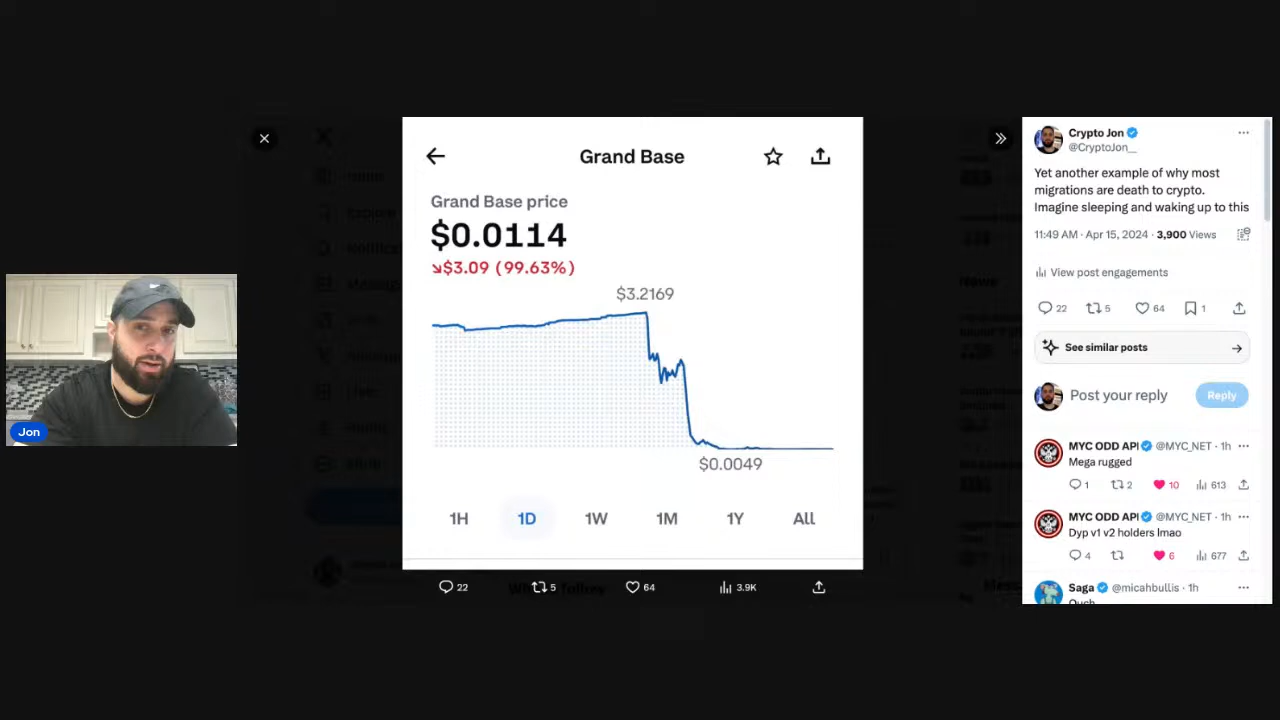 Grand Base
Grand Base price
$0.0114
↘$3.09 (99.63%)
$3.2169
$0.0049
1H 1D 1W 1M 1Y All
22 5 64 3.9K
Jon
Crypto Jon
@CryptoJon__
Yet another example of why most
migrations are death to crypto.
Imagine sleeping and waking up to this
11:49 AM · Apr 15, 2024 · 3,900 Views
View post engagements
22 5 64 1
See similar posts
Post your reply Reply
MYC ODD API @MYC_NET · 1h
Mega rugged
1 2 10 613
MYC ODD API @MYC_NET · 1h
Dyp v1 v2 holders lmao
4 6 677
Saga @micahbullis · 1h
Ouch